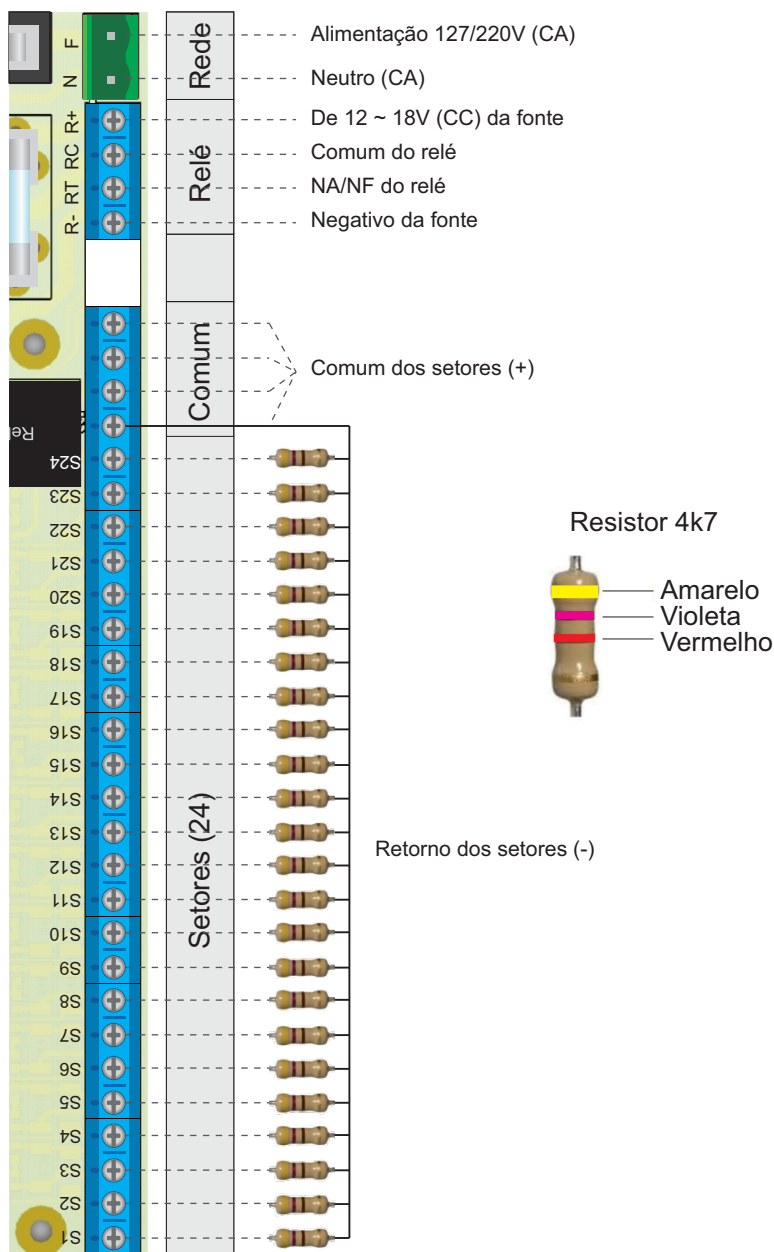 F
Rede
Alimentação 127/220V (CA)
N
Neutro (CA)
R+
De 12 ~ 18V (CC) da fonte
RC
Relé
Comum do relé
RT
NA/NF do relé
R-
Negativo da fonte
Comum
Comum dos setores (+)
Rel
S24
S23
S22
Resistor 4k7
S21
S20
Amarelo
Violeta
S19
Vermelho
S18
S17
S16
S15
S14
S13
Setores (24)
Retorno dos setores (-)
S12
S11
S10
S9
S8
S7
S6
S5
S4
S3
S2
S1